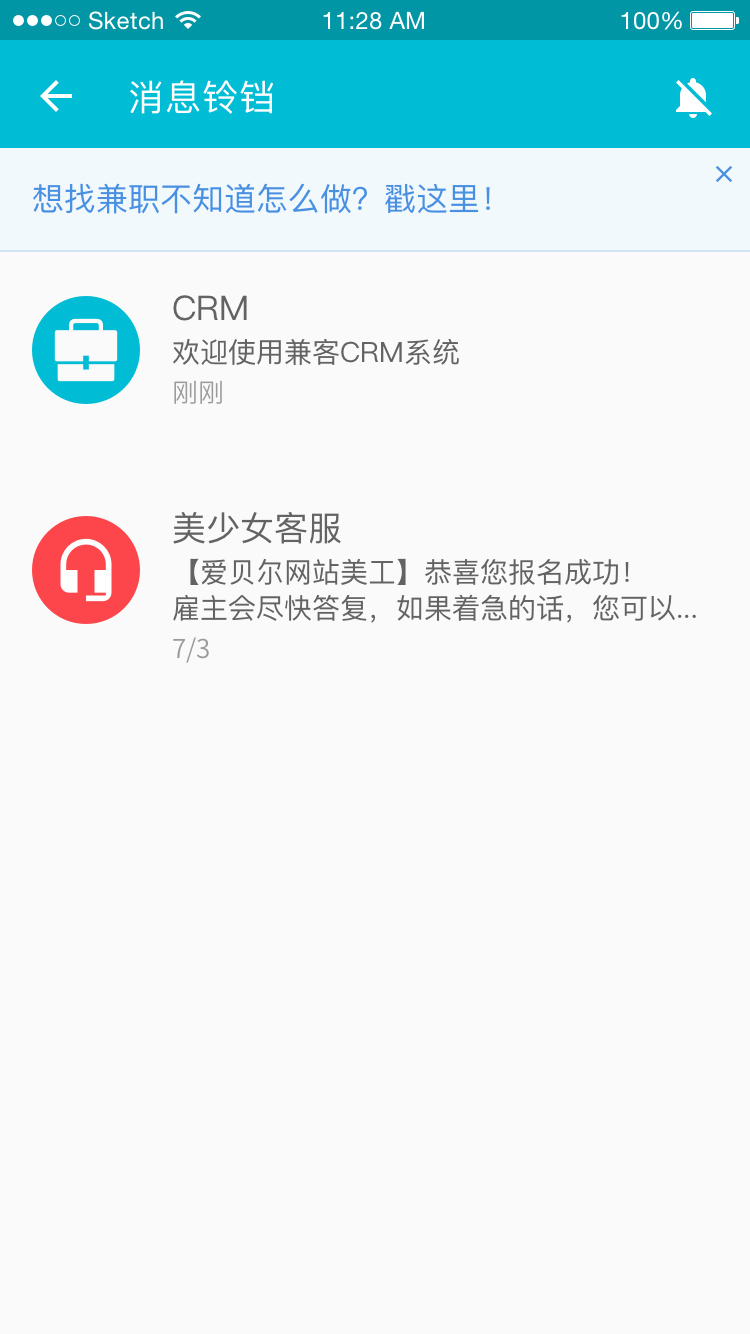 Sketch 11:28 AM 100%
消息铃铛
想找兼职不知道怎么做？戳这里！
CRM
欢迎使用兼客CRM系统
刚刚
美少女客服
【爱贝尔网站美工】恭喜您报名成功！
雇主会尽快答复，如果着急的话，您可以...
7/3